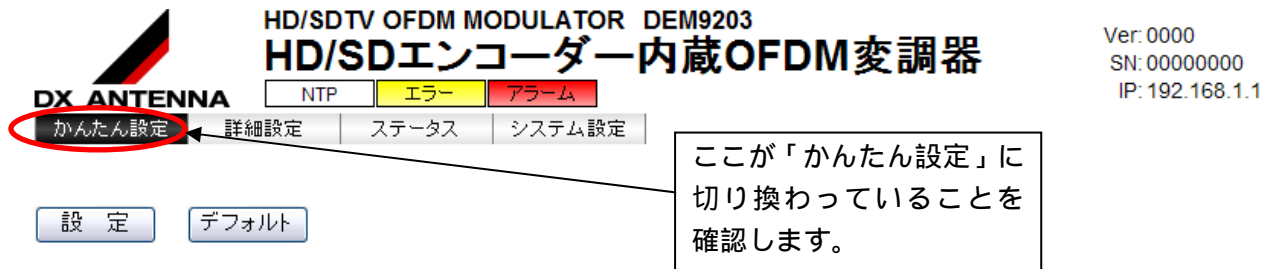 HD/SDTV OFDM MODULATOR DEM9203
HD/SDエンコーダー内蔵OFDM変調器
Ver: 0000
SN: 00000000
IP: 192.168.1.1
DX ANTENNA
NTP エラー アラーム
かんたん設定 詳細設定 ステータス システム設定
ここが「かんたん設定」に
切り換わっていることを
確認します。
設 定 デフォルト